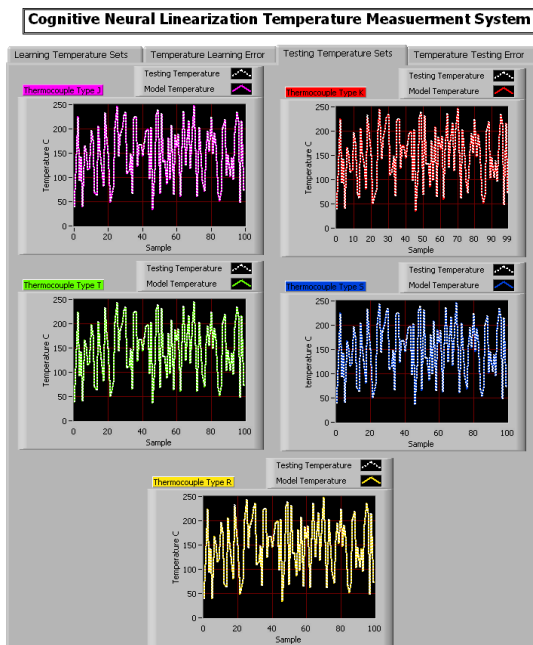 Cognitive Neural Linearization Temperature Measuerment System
Learning Temperature Sets
Temperature Learning Error
Testing Temperature Sets
Temperature Testing Error
Testing Temperature
Model Temperature
Thermocouple Type J
Temperature C
250
200
150
100
50
0
0 20 40 60 80 100
Sample
Testing Temperature
Model Temperature
Thermocouple Type K
Temperature C
250
200
150
100
50
0
0 10 20 30 40 50 60 70 80 90 99
Sample
Testing Temperature
Model Temperature
Thermocouple Type T
Temperature C
250
200
150
100
50
0
0 20 40 60 80 100
Sample
Testing Temperature
Model Temperature
Thermocouple Type S
temperature C
250
200
150
100
50
0
0 20 40 60 80 100
Sample
Testing Temperature
Model Temperature
Thermocouple Type R
Temperature C
250
200
150
100
50
0
0 20 40 60 80 100
Sample